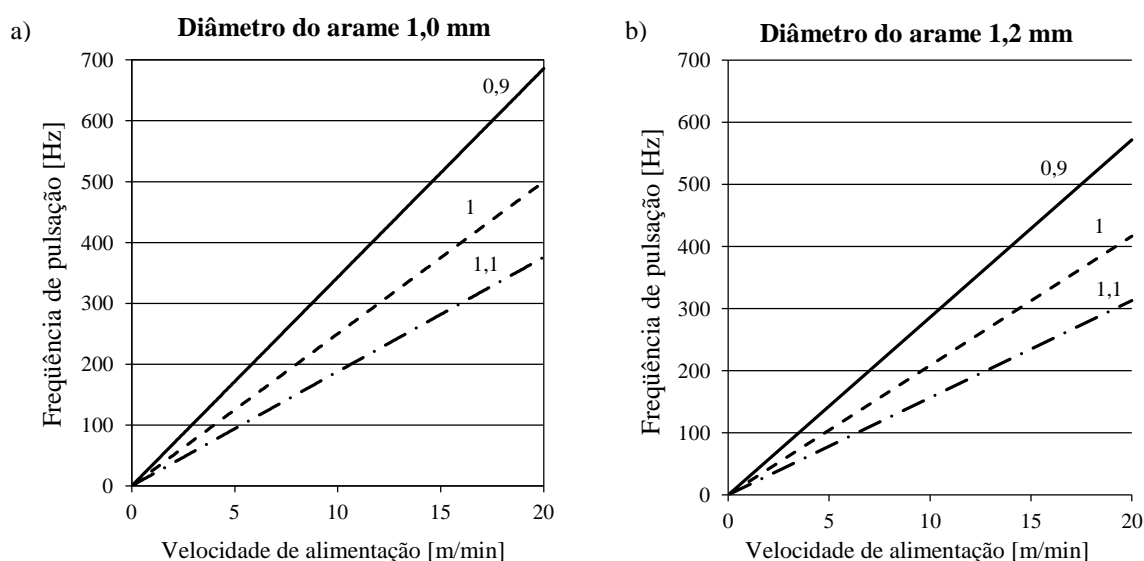 a)
Diâmetro do arame 1,0 mm
Freqüência de pulsação [Hz]
700
600
500
400
300
200
100
0
0,9
1
1,1
0 5 10 15 20
Velocidade de alimentação [m/min]
b)
Diâmetro do arame 1,2 mm
Freqüência de pulsação [Hz]
700
600
500
400
300
200
100
0
0,9
1
1,1
0 5 10 15 20
Velocidade de alimentação [m/min]